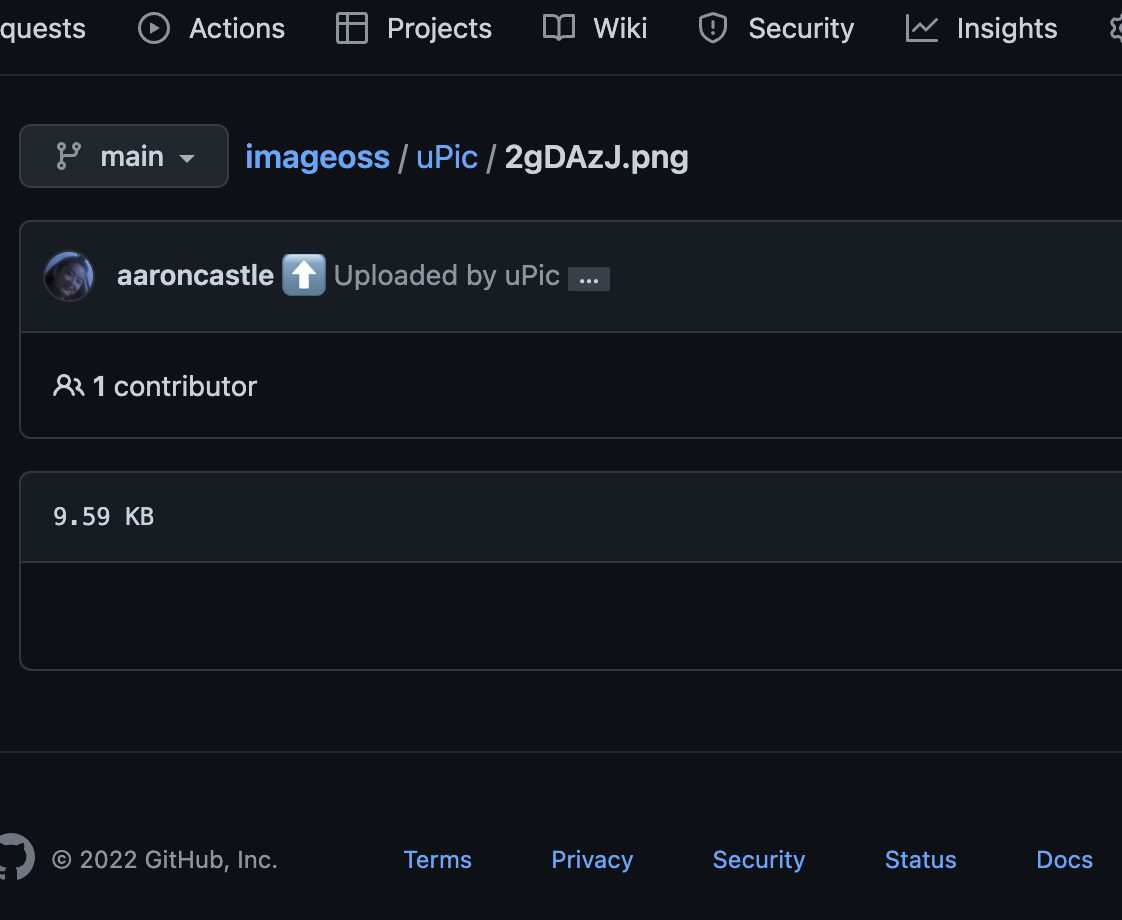 quests Actions Projects Wiki Security Insights
main imageoss / uPic / 2gDAzJ.png
aaroncastle ⬆️ Uploaded by uPic ...
1 contributor
9.59 KB
© 2022 GitHub, Inc. Terms Privacy Security Status Docs